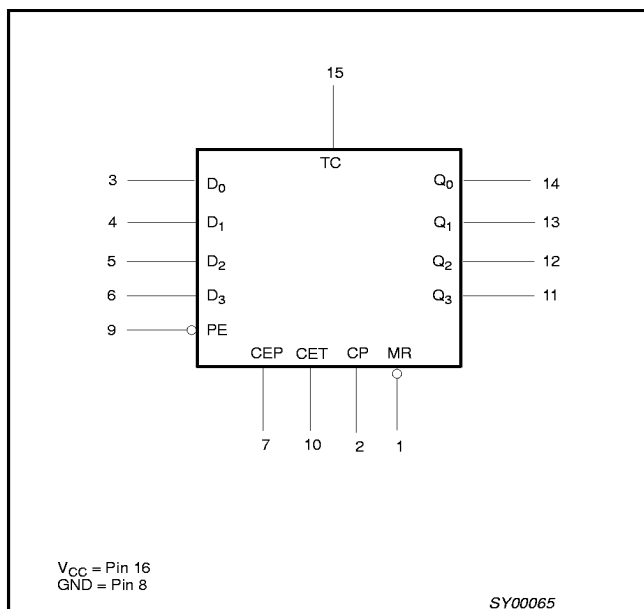 15
TC
3 D₀ Q₀ 14
4 D₁ Q₁ 13
5 D₂ Q₂ 12
6 D₃ Q₃ 11
9 PE
CEP CET CP MR
7 10 2 1
V_CC = Pin 16
GND = Pin 8
SY00065